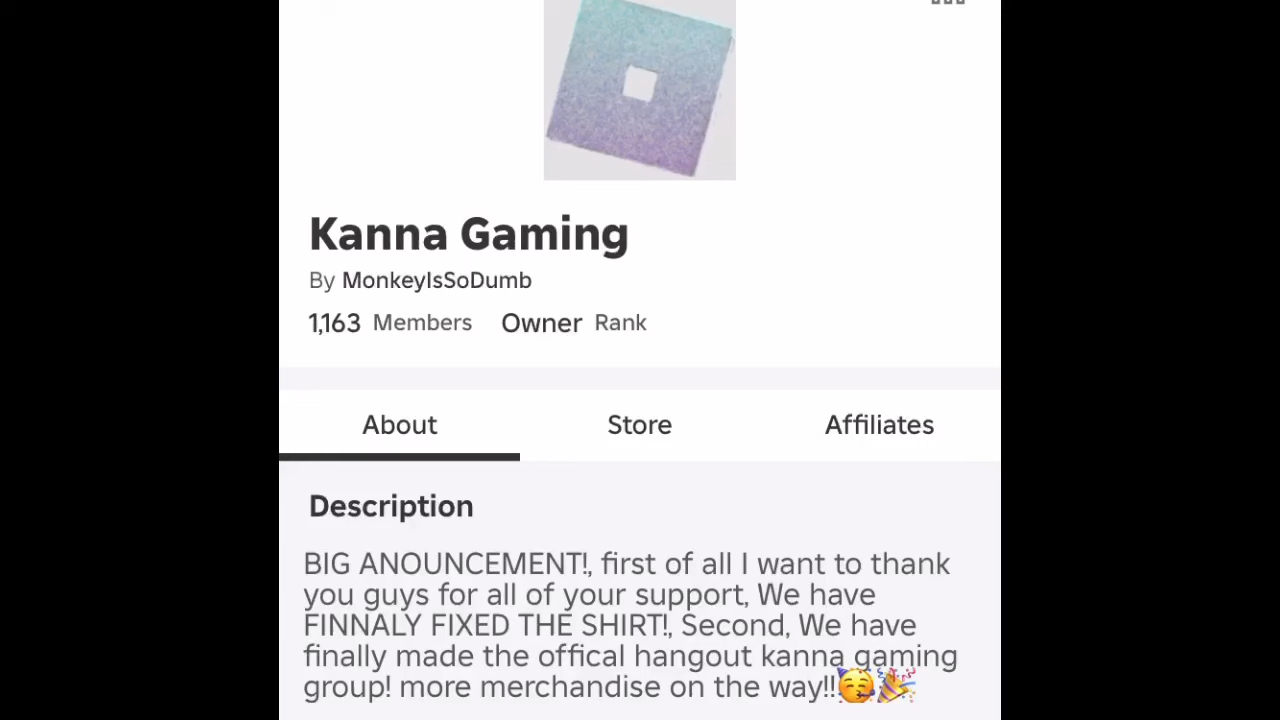 Kanna Gaming
By MonkeyIsSoDumb
1,163 Members Owner Rank
About Store Affiliates
Description
BIG ANOUNCEMENT!, first of all I want to thank
you guys for all of your support, We have
FINNALY FIXED THE SHIRT!, Second, We have
finally made the offical hangout kanna gaming
group! more merchandise on the way!!🥳🎉